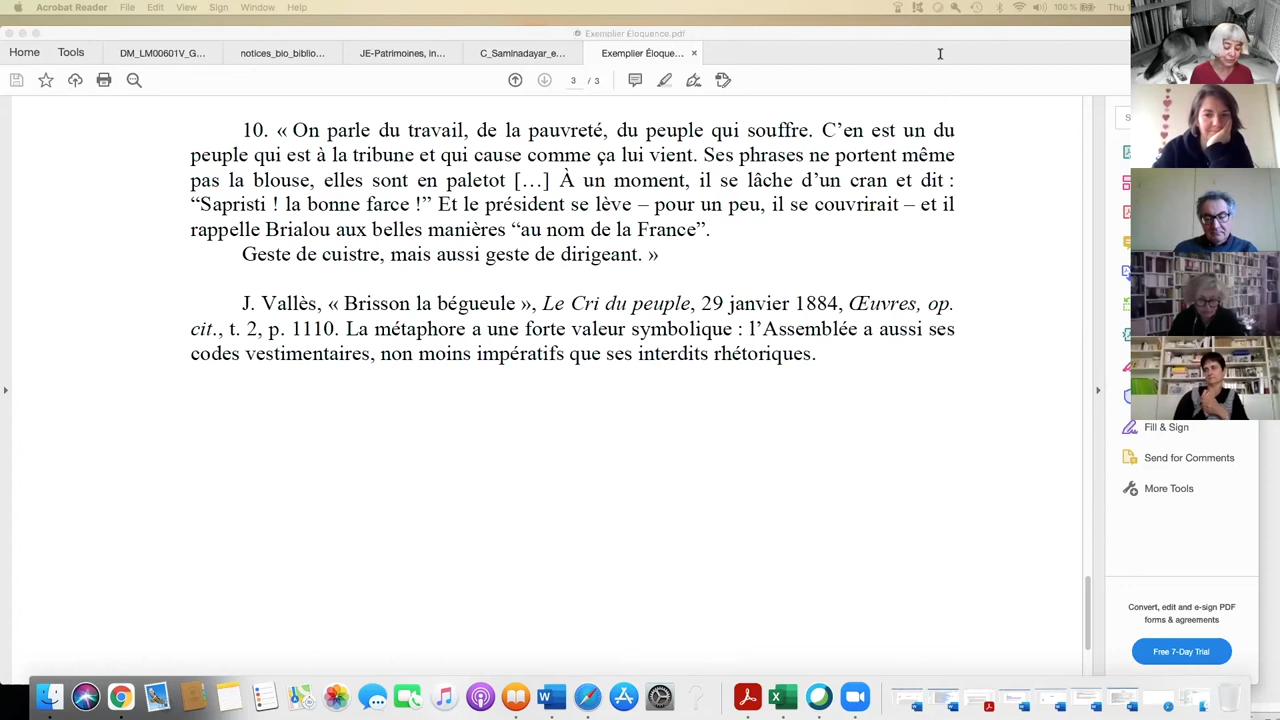 Acrobat Reader File Edit View Sign Window Help 100% Thu 1
Exemplier Éloquence.pdf
Home Tools DM_LM00601V_G... notices_bio_biblio... JE-Patrimoines, in... C_Saminadayar_e... Exemplier Éloque... ×
3 / 3
10. « On parle du travail, de la pauvreté, du peuple qui souffre. C’en est un du
peuple qui est à la tribune et qui cause comme ça lui vient. Ses phrases ne portent même
pas la blouse, elles sont en paletot […] À un moment, il se lâche d’un cran et dit :
“Sapristi ! la bonne farce !” Et le président se lève – pour un peu, il se couvrirait – et il
rappelle Brialou aux belles manières “au nom de la France”.
Geste de cuistre, mais aussi geste de dirigeant. »
J. Vallès, « Brisson la bégueule », Le Cri du peuple, 29 janvier 1884, Œuvres, op.
cit., t. 2, p. 1110. La métaphore a une forte valeur symbolique : l’Assemblée a aussi ses
codes vestimentaires, non moins impératifs que ses interdits rhétoriques.
S
Fill & Sign
Send for Comments
More Tools
Convert, edit and e-sign PDF
forms & agreements
Free 7-Day Trial